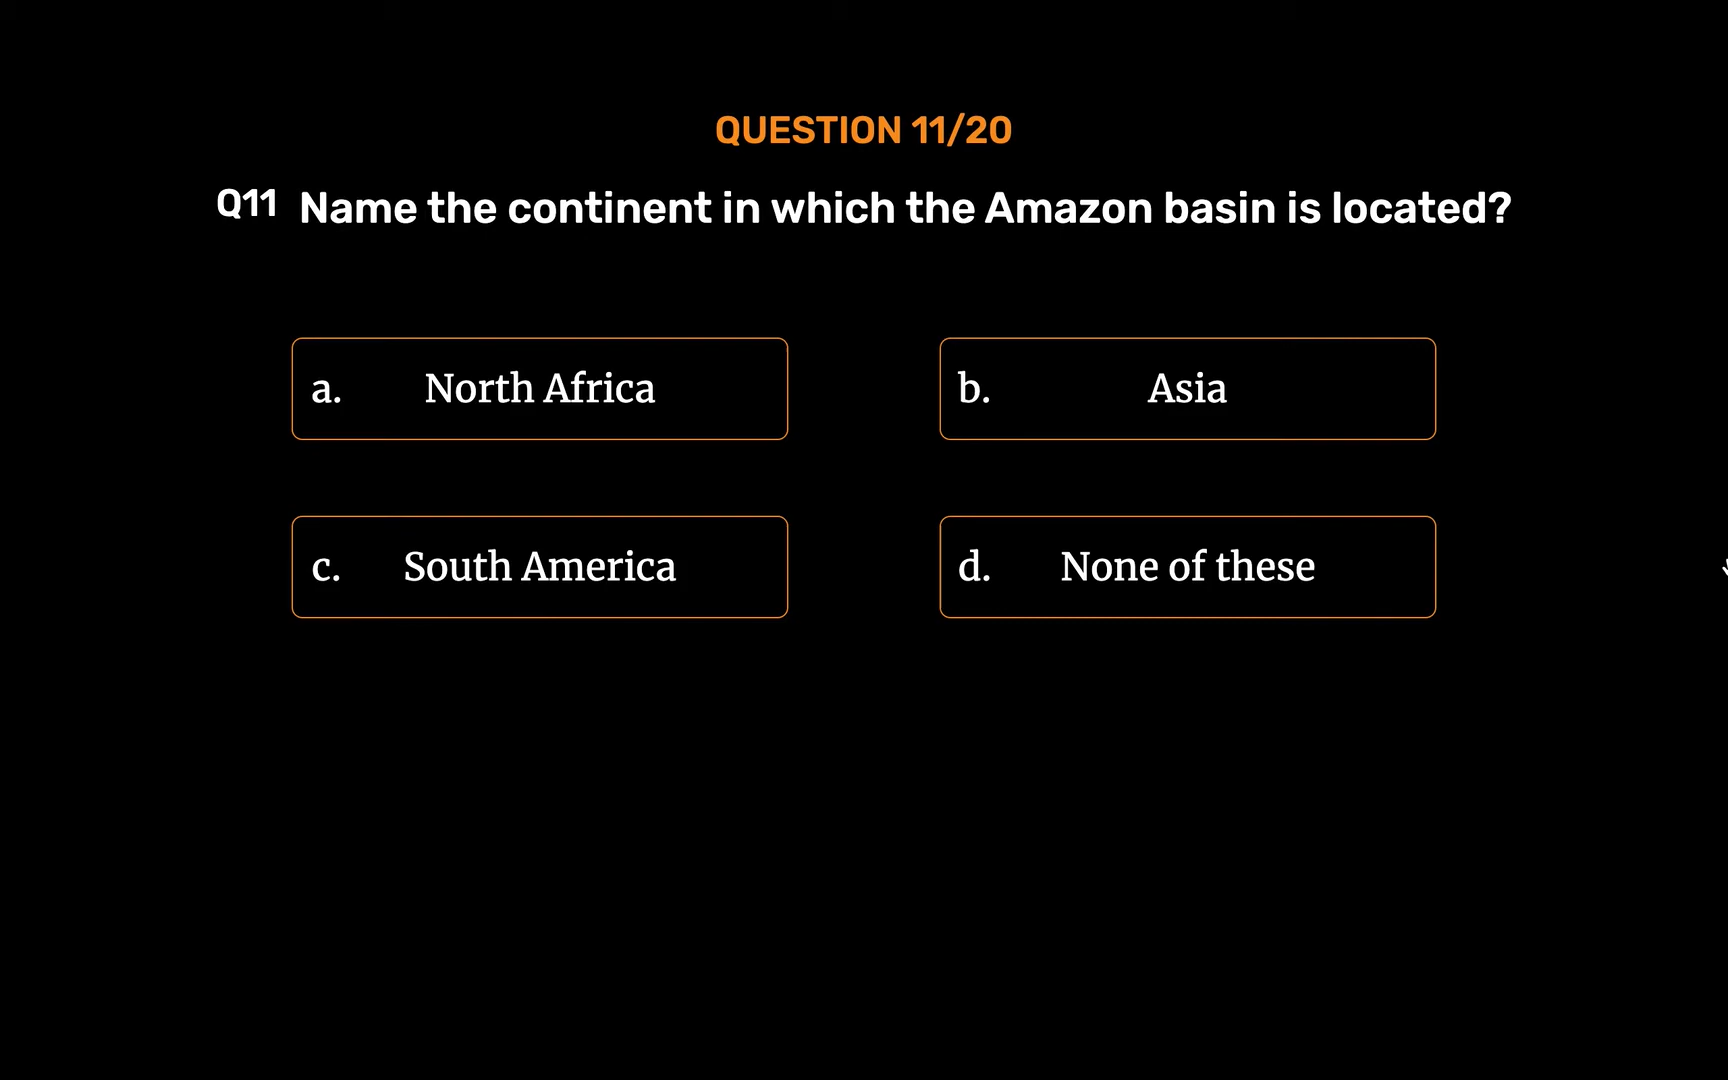 QUESTION 11/20
Q11 Name the continent in which the Amazon basin is located?
a. North Africa
b. Asia
c. South America
d. None of these